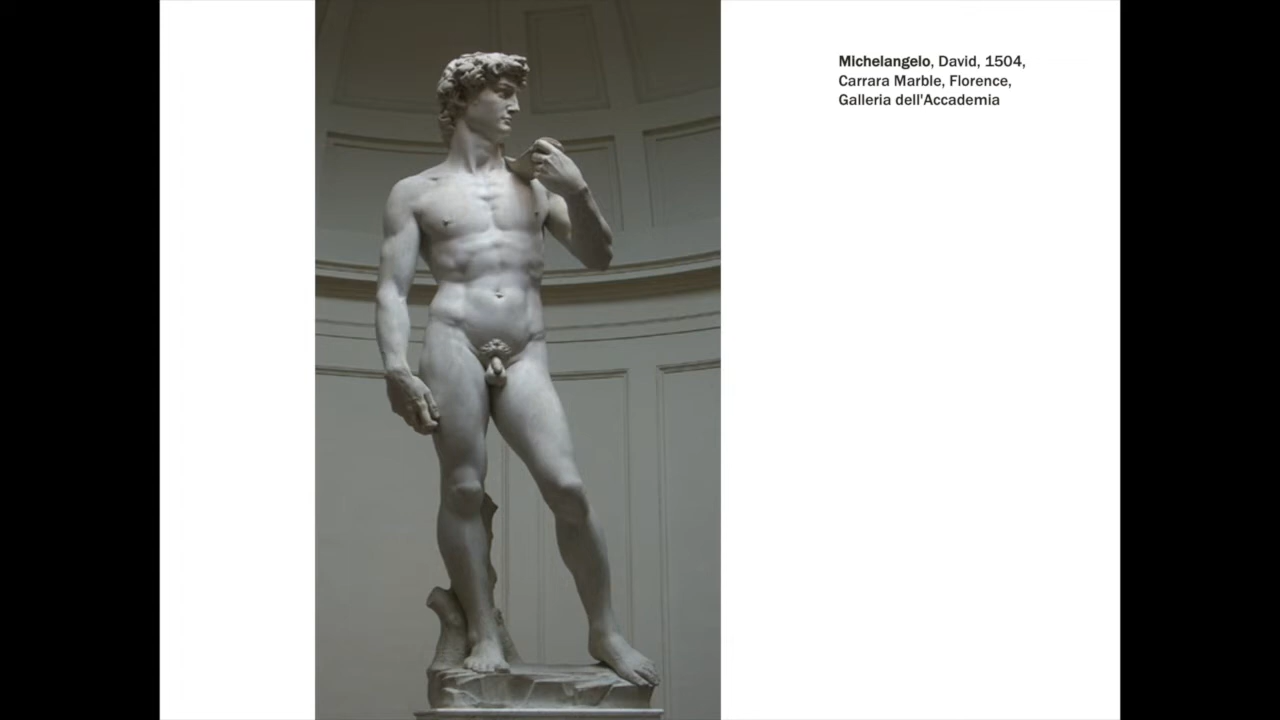 Michelangelo, David, 1504,
Carrara Marble, Florence,
Galleria dell'Accademia